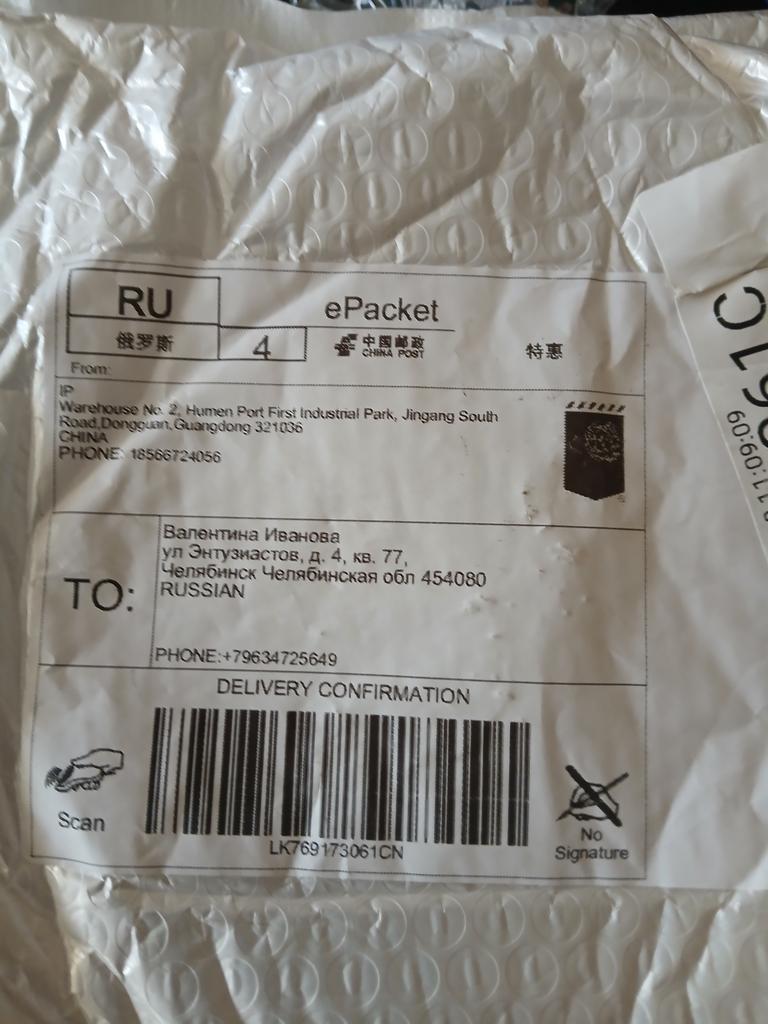 RU
ePacket
俄罗斯
4
中国邮政
CHINA POST
特惠
From:
IP
Warehouse No. 2, Humen Port First Industrial Park, Jingang South
Road,Dongguan,Guangdong 321036
CHINA
PHONE: 18566724056
TO:
Валентина Иванова
ул Энтузиастов, д. 4, кв. 77,
Челябинск Челябинская обл 454080
RUSSIAN
PHONE:+79634725649
DELIVERY CONFIRMATION
Scan
LK769173061CN
No
Signature